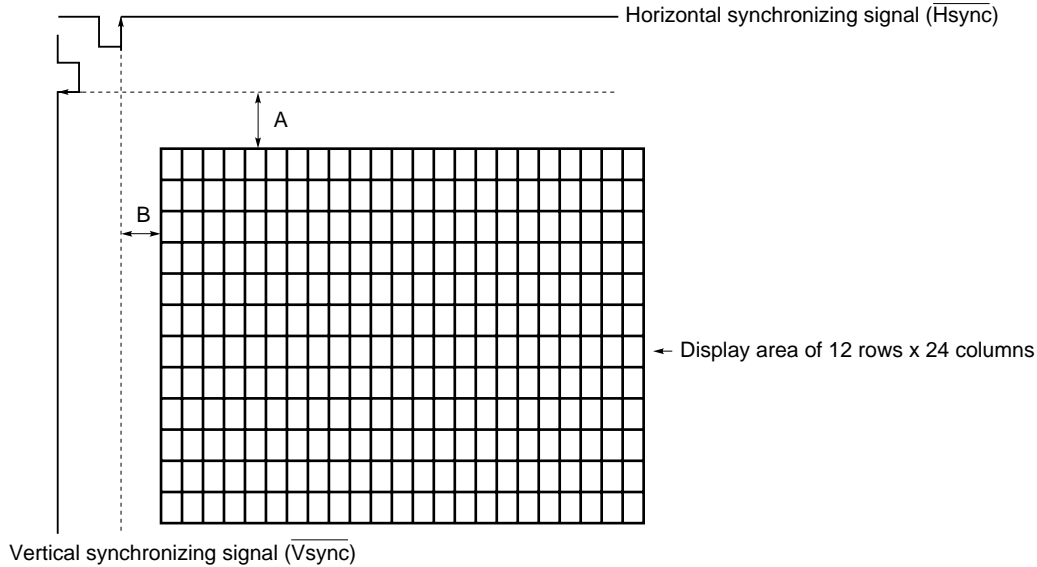 Horizontal synchronizing signal (Hsync)
A
B
Display area of 12 rows x 24 columns
Vertical synchronizing signal (Vsync)